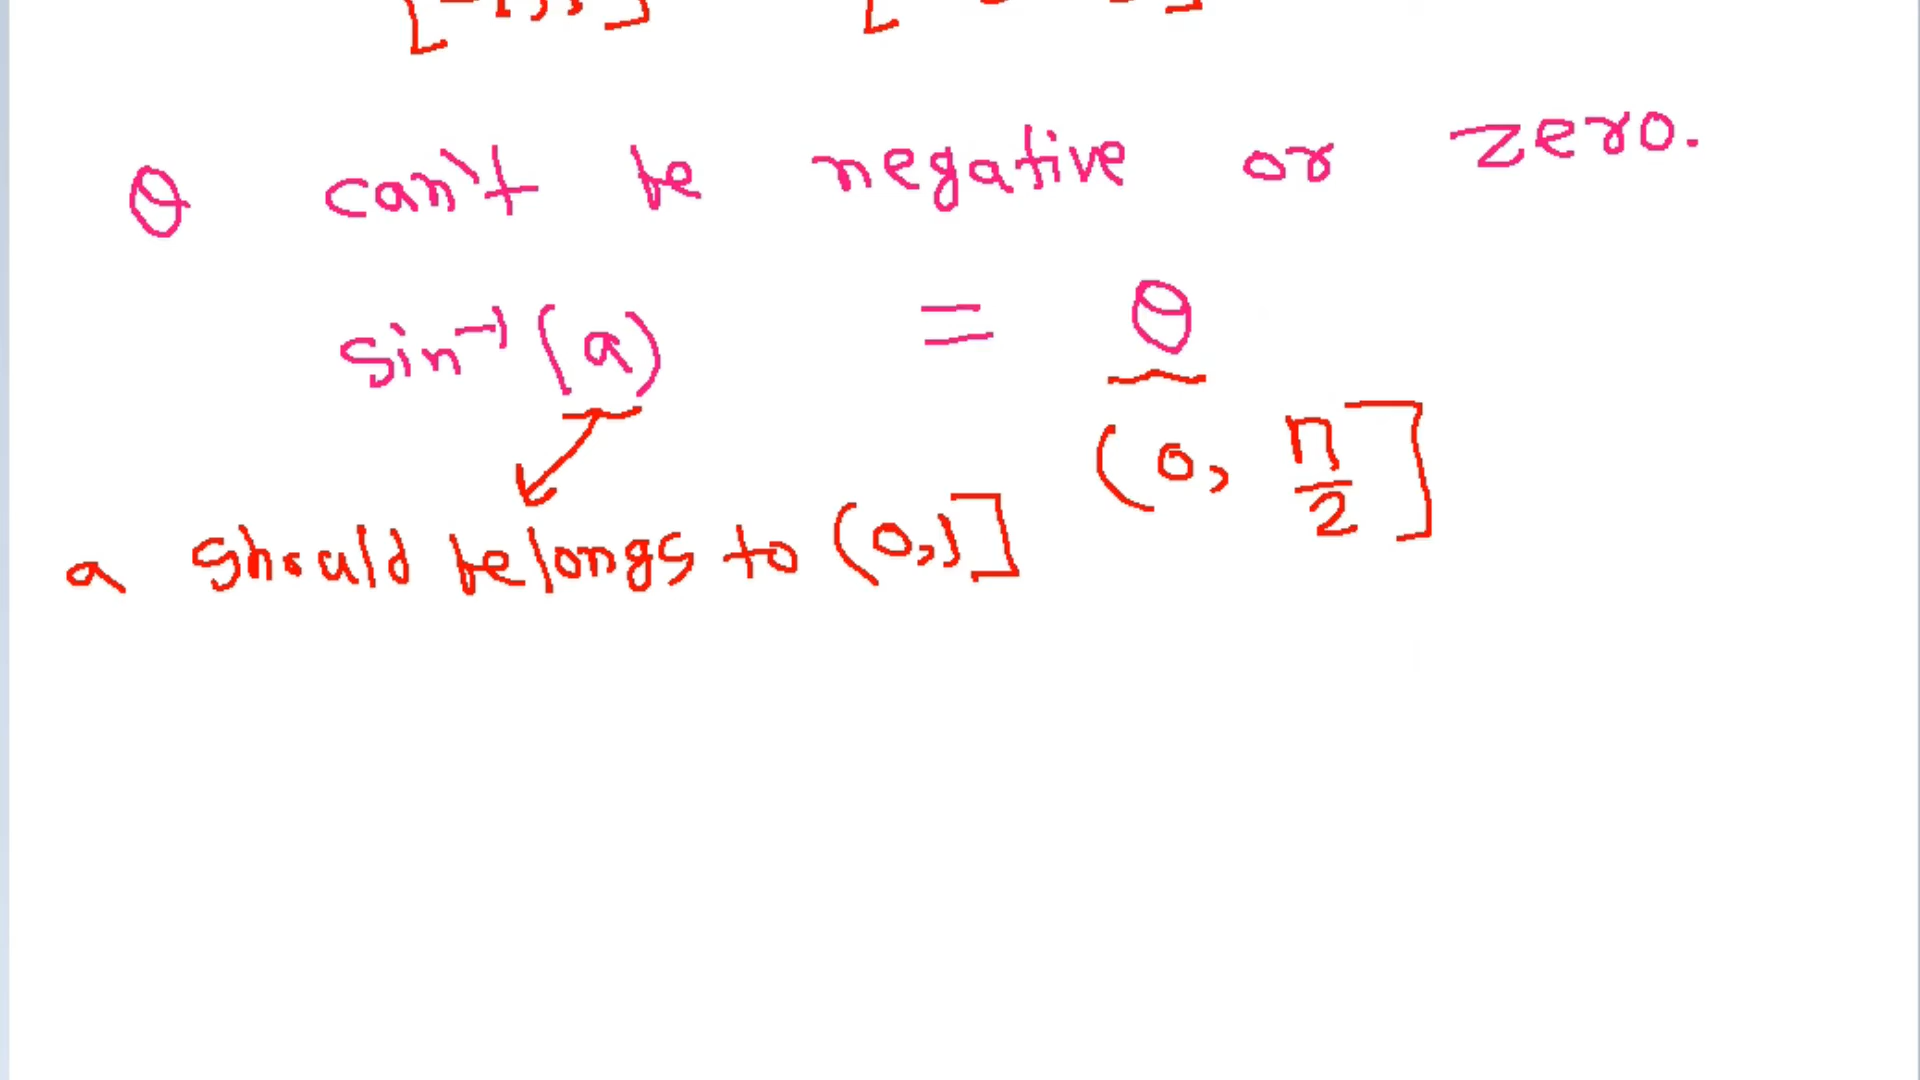 θ can't be negative or zero.
sin⁻¹(a) = θ
(0, π/2]
a should belongs to (0,1]